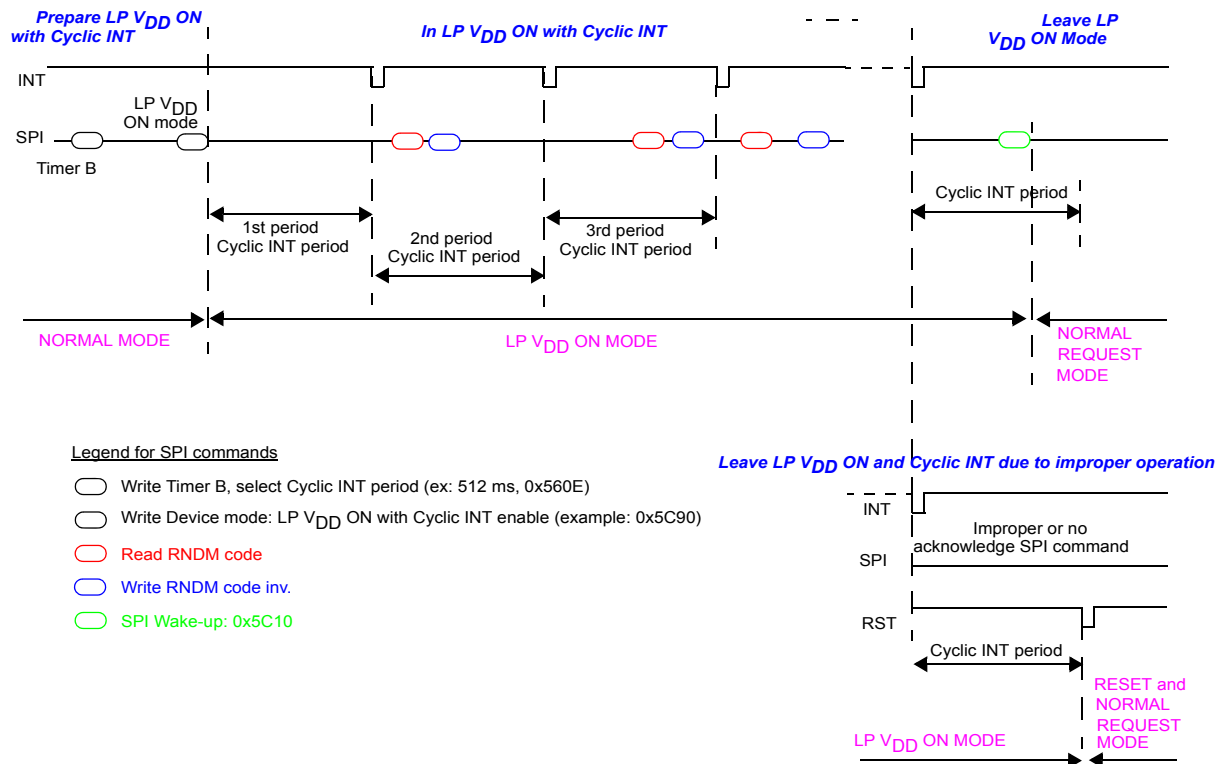 Prepare LP VDD ON
with Cyclic INT
In LP VDD ON with Cyclic INT
Leave LP
VDD ON Mode
INT
LP VDD
ON mode
SPI
Timer B
1st period
Cyclic INT period
2nd period
Cyclic INT period
3rd period
Cyclic INT period
Cyclic INT period
NORMAL MODE
LP VDD ON MODE
NORMAL
REQUEST
MODE
Legend for SPI commands
Write Timer B, select Cyclic INT period (ex: 512 ms, 0x560E)
Write Device mode: LP VDD ON with Cyclic INT enable (example: 0x5C90)
Read RNDM code
Write RNDM code inv.
SPI Wake-up: 0x5C10
Leave LP VDD ON and Cyclic INT due to improper operation
INT
Improper or no
acknowledge SPI command
SPI
RST
Cyclic INT period
RESET and
NORMAL
REQUEST
MODE
LP VDD ON MODE